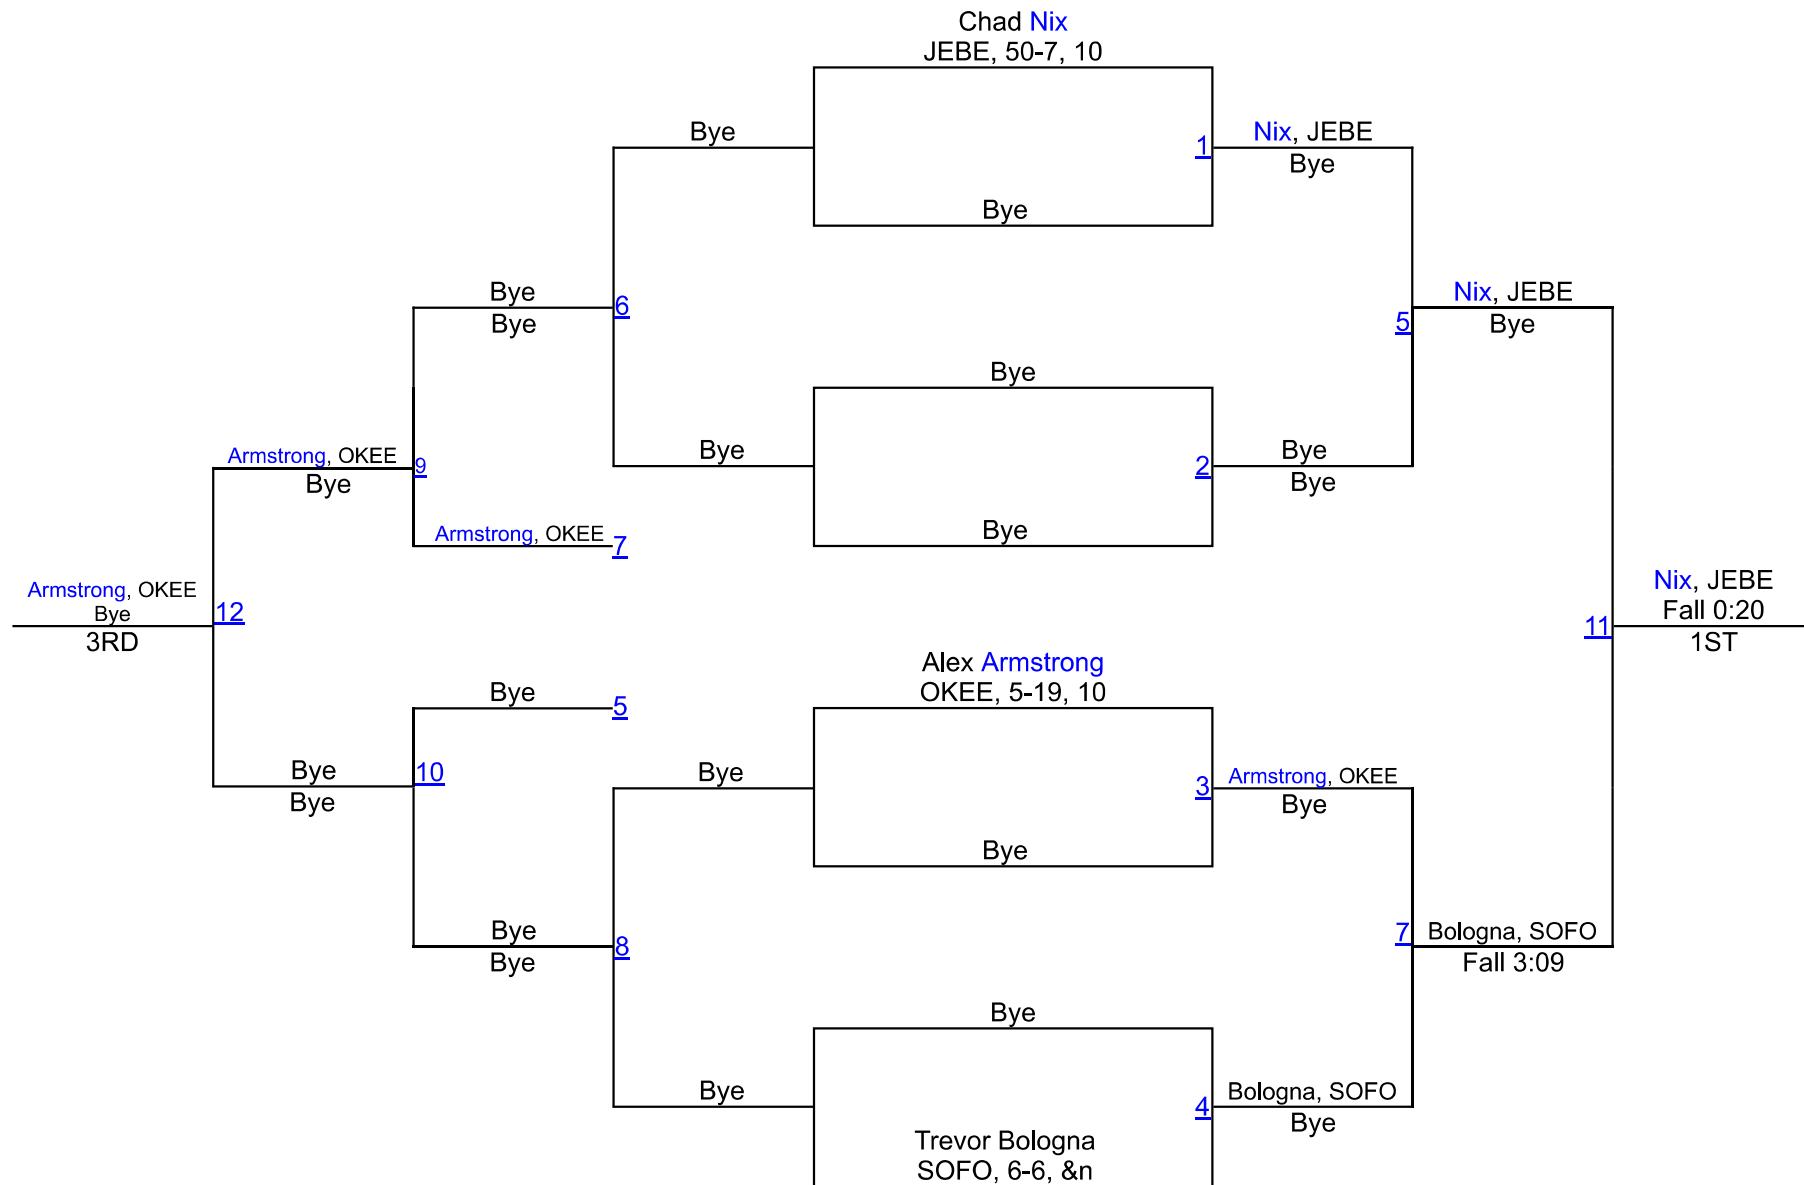 Chad Nix
JEBE, 50-7, 10
Bye
1
Nix, JEBE
Bye
Bye
Bye
Bye
6
5
Nix, JEBE
Bye
Bye
Armstrong, OKEE
Bye
9
Bye
2
Bye
Bye
Armstrong, OKEE
7
Bye
Armstrong, OKEE
Bye
3RD
12
11
Nix, JEBE
Fall 0:20
1ST
Alex Armstrong
OKEE, 5-19, 10
Bye
5
Bye
Bye
10
Bye
3
Armstrong, OKEE
Bye
Bye
Bye
Bye
8
7
Bologna, SOFO
Fall 3:09
Bye
Bye
4
Bologna, SOFO
Bye
Trevor Bologna
SOFO, 6-6, &n